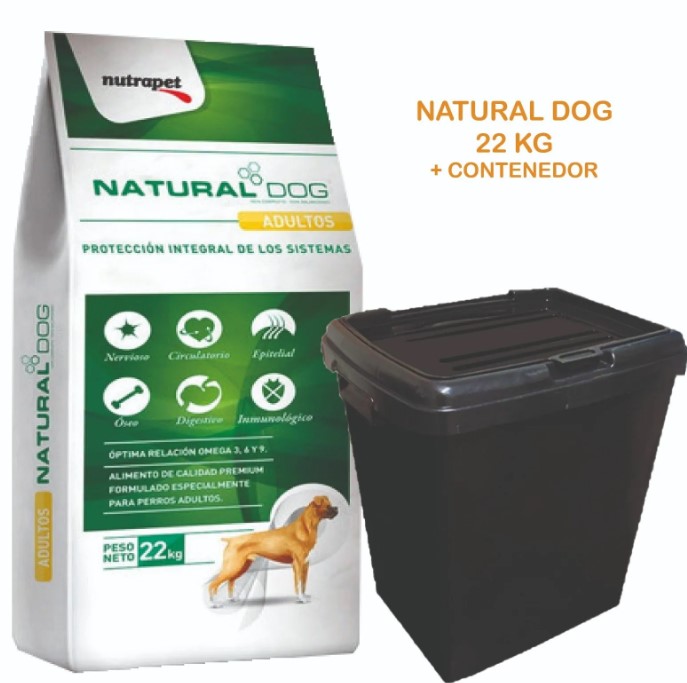 nutrapet
NATURAL DOG
ADULTOS
PROTECCIÓN INTEGRAL DE LOS SISTEMAS
Nervioso
Circulatorio
Epitelial
Óseo
Digestivo
Inmunológico
ÓPTIMA RELACIÓN OMEGA 3, 6 Y 9.
ALIMENTO DE CALIDAD PREMIUM
FORMULADO ESPECIALMENTE
PARA PERROS ADULTOS.
PESO
NETO
22kg
ADULTOS
NATURAL DOG
NATURAL DOG
22 KG
+ CONTENEDOR